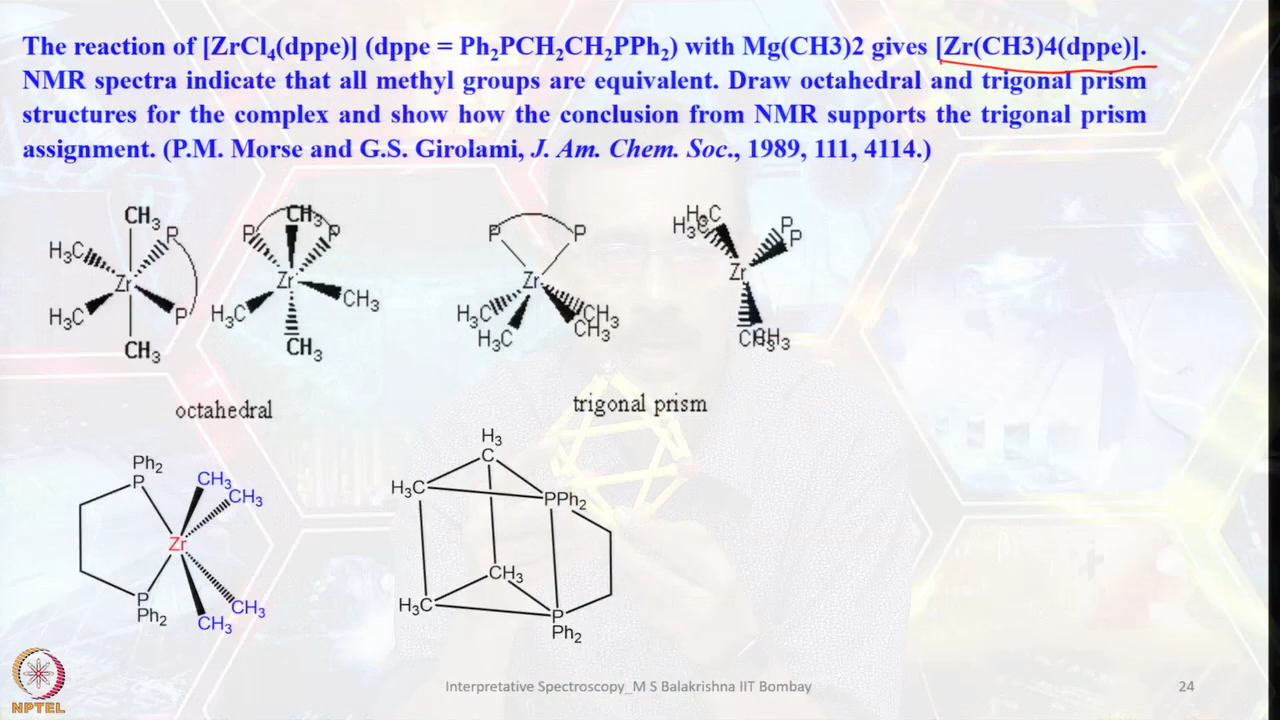 The reaction of [ZrCl₄(dppe)] (dppe = Ph₂PCH₂CH₂PPh₂) with Mg(CH3)2 gives [Zr(CH3)4(dppe)].
NMR spectra indicate that all methyl groups are equivalent. Draw octahedral and trigonal prism
structures for the complex and show how the conclusion from NMR supports the trigonal prism
assignment. (P.M. Morse and G.S. Girolami, J. Am. Chem. Soc., 1989, 111, 4114.)
CH₃
H₃C
P
Zr
H₃C
P
CH₃
CH₃
P
P
Zr
H₃C
CH₃
CH₃
P
P
Zr
H₃C
CH₃
H₃C
CH₃
H₃C
H₃C
P
P
Zr
CH₃
CH₃
octahedral
trigonal prism
Ph₂
P
CH₃
CH₃
Zr
P
Ph₂
CH₃
CH₃
H₃
C
H₃C
PPh₂
CH₃
H₃C
P
Ph₂
NPTEL
Interpretative Spectroscopy_M S Balakrishna IIT Bombay
24